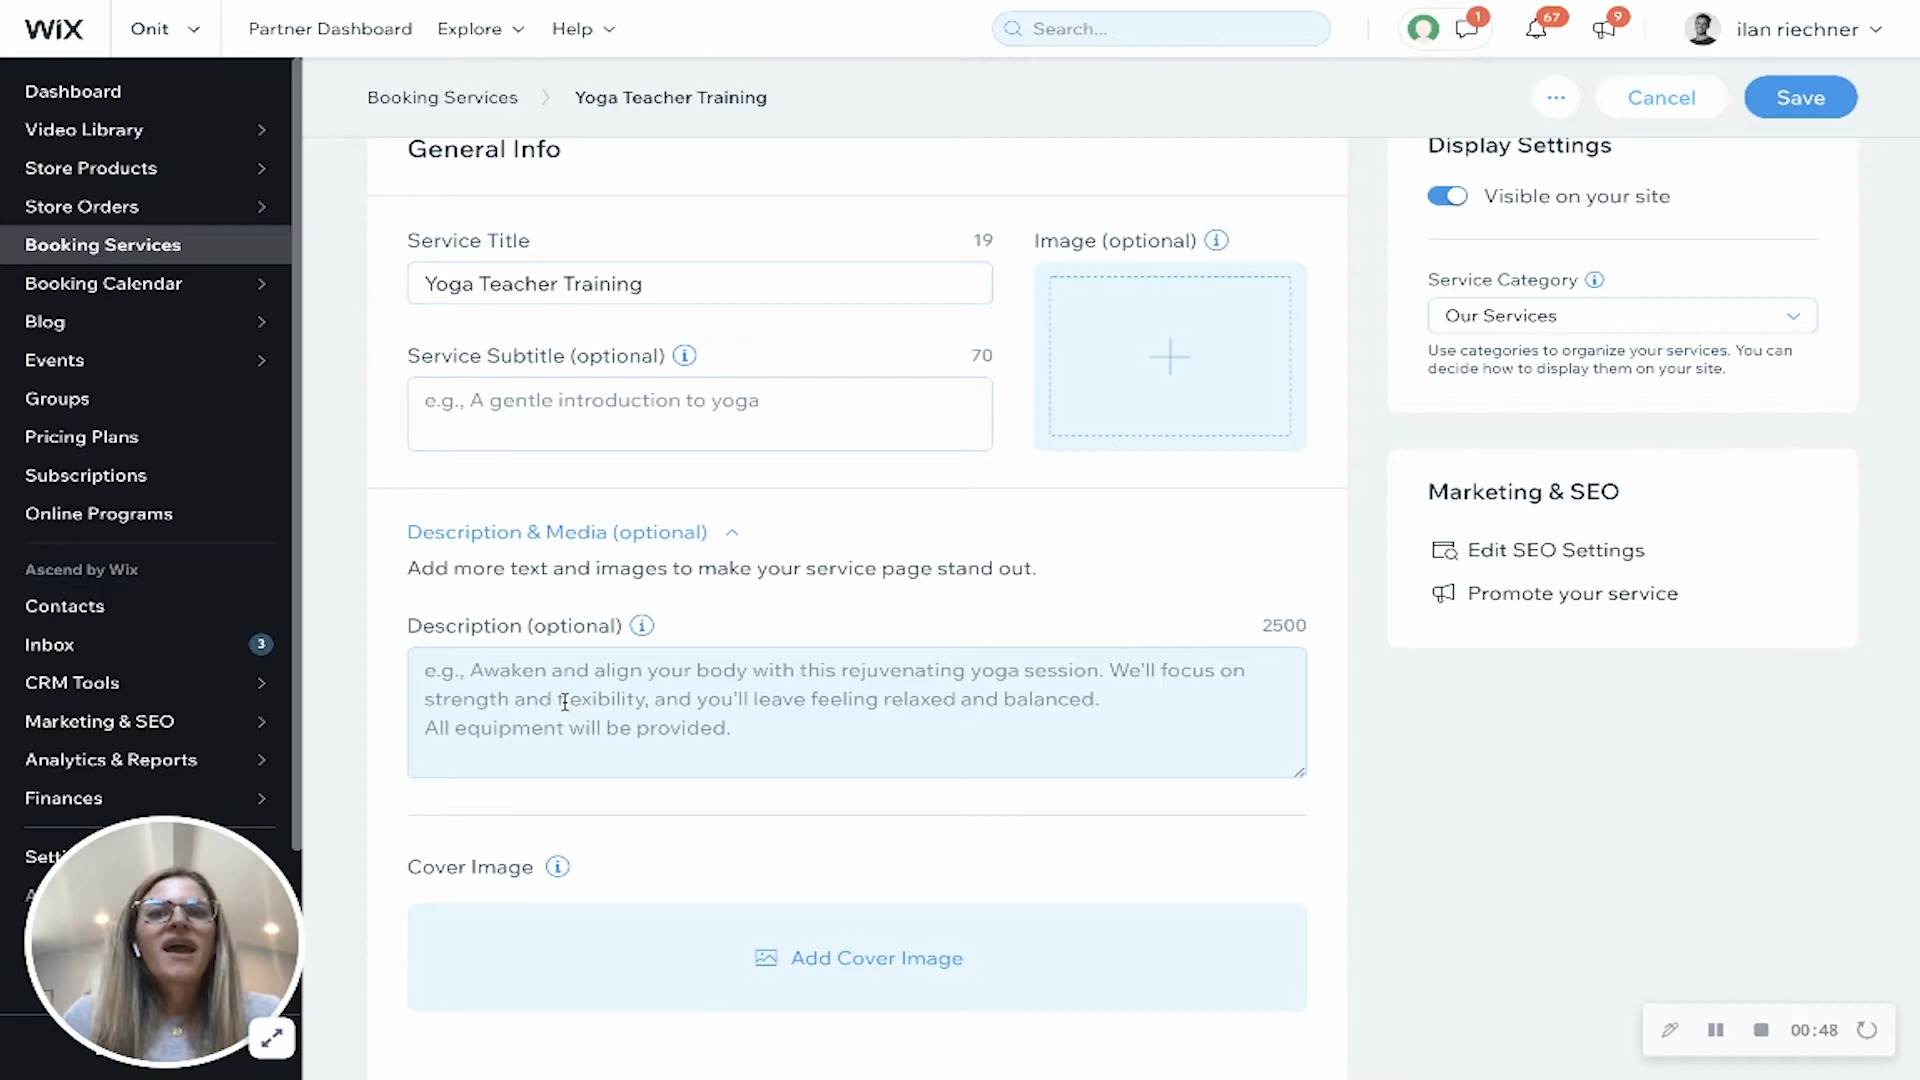 WIX
Onit
Partner Dashboard
Explore
Help
Search...
1
67
9
ilan riechner
Dashboard
Video Library
Store Products
Store Orders
Booking Services
Booking Calendar
Blog
Events
Groups
Pricing Plans
Subscriptions
Online Programs
Ascend by Wix
Contacts
Inbox
3
CRM Tools
Marketing & SEO
Analytics & Reports
Finances
Booking Services
Yoga Teacher Training
Cancel
Save
General Info
Service Title
19
Yoga Teacher Training
Service Subtitle (optional)
70
e.g., A gentle introduction to yoga
Image (optional)
Description & Media (optional)
Add more text and images to make your service page stand out.
Description (optional)
2500
e.g., Awaken and align your body with this rejuvenating yoga session. We'll focus on
strength and flexibility, and you'll leave feeling relaxed and balanced.
All equipment will be provided.
Cover Image
Add Cover Image
Display Settings
Visible on your site
Service Category
Our Services
Use categories to organize your services. You can
decide how to display them on your site.
Marketing & SEO
Edit SEO Settings
Promote your service
00:48